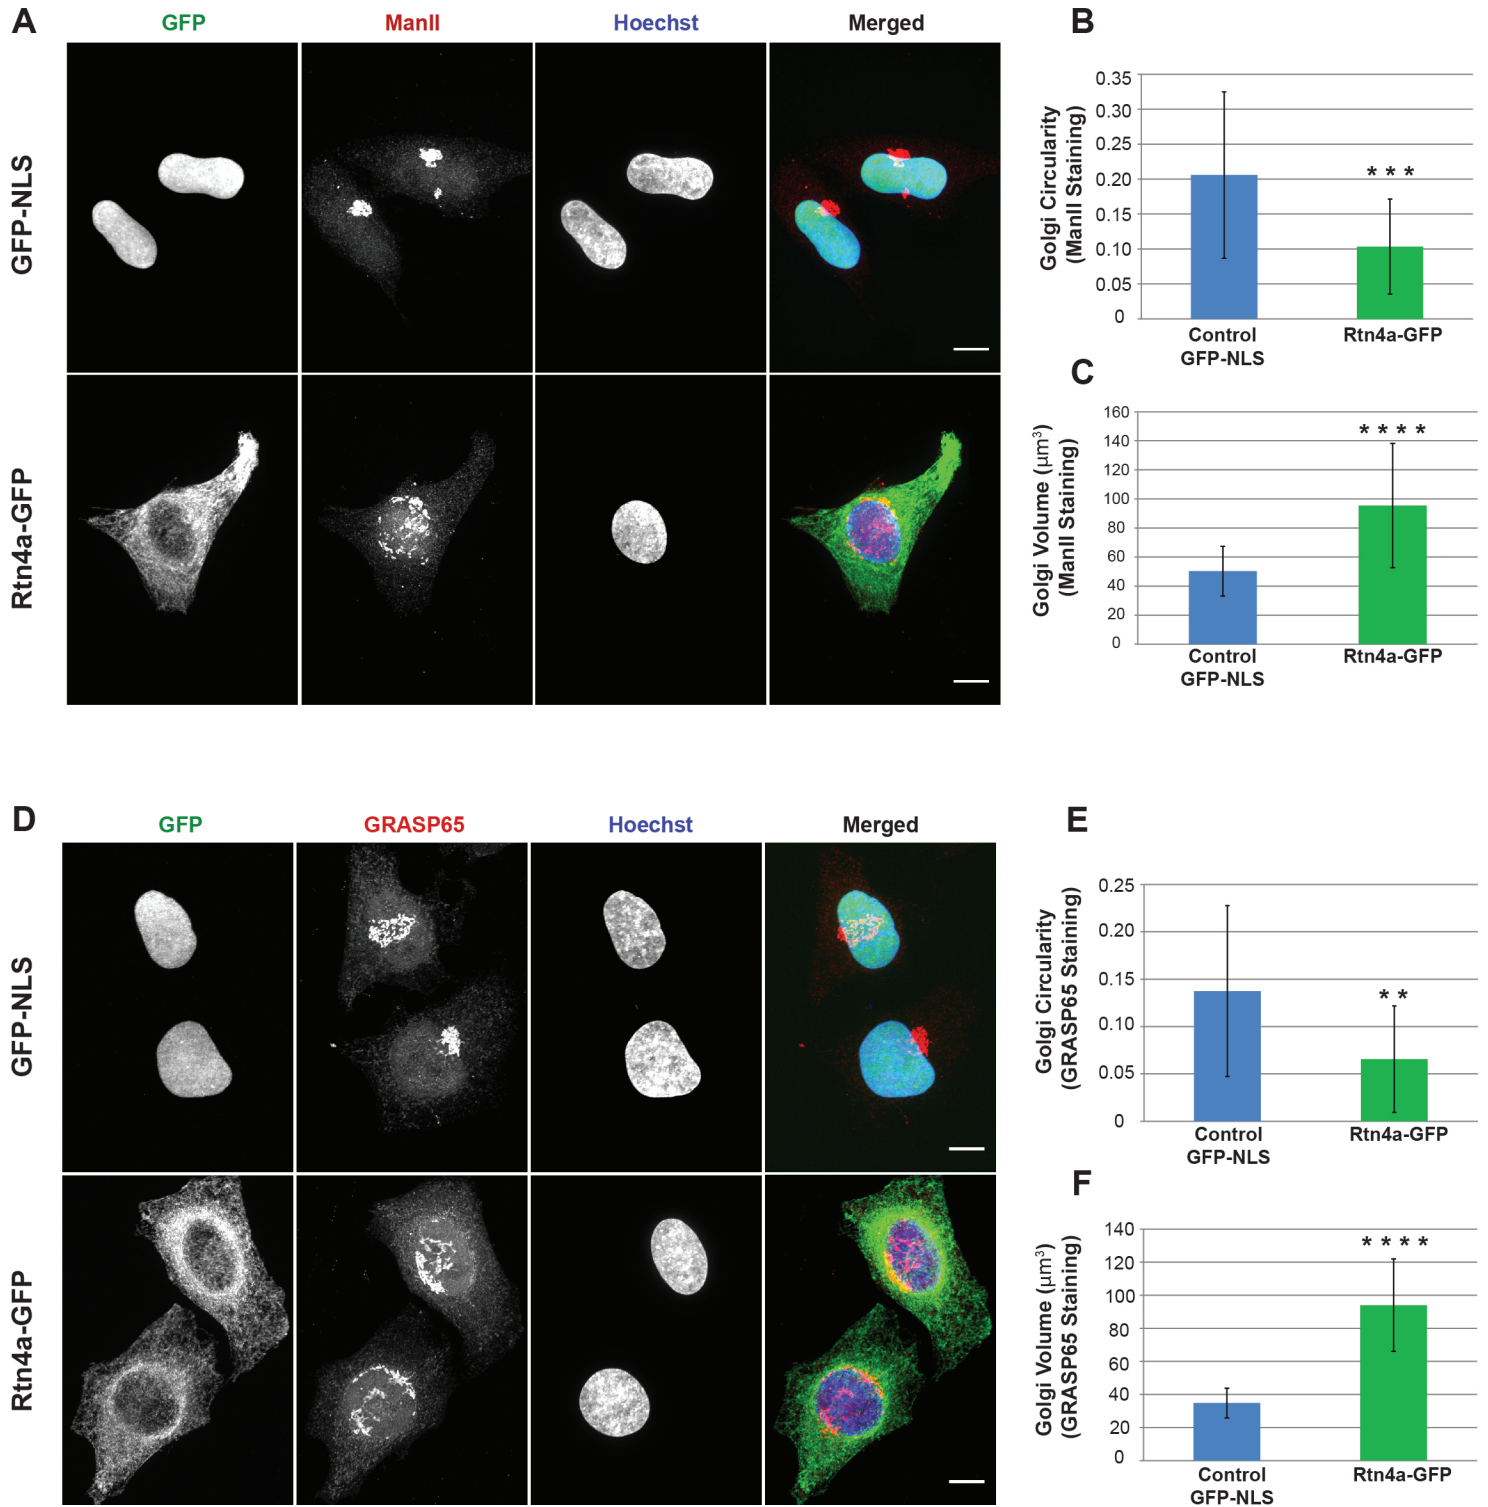 A
GFP
ManII
Hoechst
Merged
GFP-NLS
Rtn4a-GFP
B
Golgi Circularity
(ManII Staining)
0.35
0.30
0.25
0.20
0.15
0.10
0.05
0
* * *
Control
GFP-NLS
Rtn4a-GFP
C
Golgi Volume (µm³)
(ManII Staining)
160
140
120
100
80
60
40
20
0
* * * *
Control
GFP-NLS
Rtn4a-GFP
D
GFP
GRASP65
Hoechst
Merged
GFP-NLS
Rtn4a-GFP
E
Golgi Circularity
(GRASP65 Staining)
0.25
0.20
0.15
0.10
0.05
0
* *
Control
GFP-NLS
Rtn4a-GFP
F
Golgi Volume (µm³)
(GRASP65 Staining)
140
120
100
80
60
40
20
0
* * * *
Control
GFP-NLS
Rtn4a-GFP